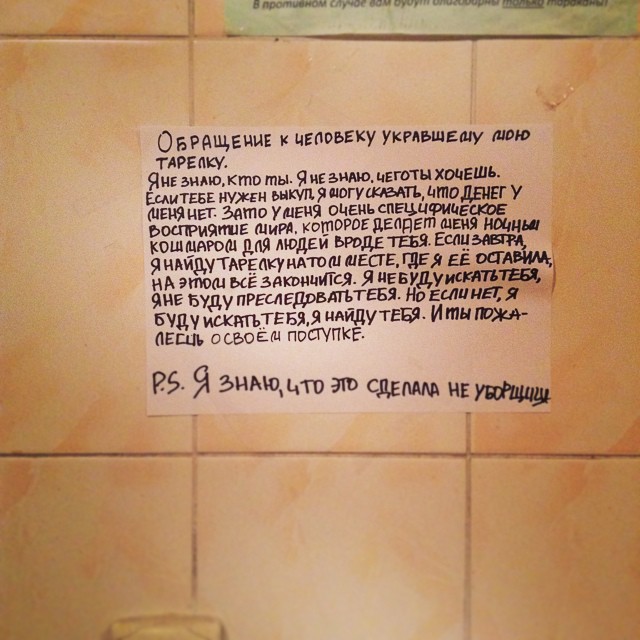 В противном случае вам будут благодарны только тараканы!
ОБРАЩЕНИЕ К ЧЕЛОВЕКУ УКРАВШЕМУ МОЮ
ТАРЕЛКУ.
Я НЕ ЗНАЮ, КТО ТЫ. Я НЕ ЗНАЮ, ЧЕГО ТЫ ХОЧЕШЬ.
ЕСЛИ ТЕБЕ НУЖЕН ВЫКУП, Я МОГУ СКАЗАТЬ, ЧТО ДЕНЕГ У
МЕНЯ НЕТ. ЗАТО У МЕНЯ ОЧЕНЬ СПЕЦИФИЧЕСКОЕ
ВОСПРИЯТИЕ МИРА, КОТОРОЕ ДЕЛАЕТ МЕНЯ НОЧНЫМ
КОШМАРОМ ДЛЯ ЛЮДЕЙ ВРОДЕ ТЕБЯ. ЕСЛИ ЗАВТРА,
Я НАЙДУ ТАРЕЛКУ НА ТОМ МЕСТЕ, ГДЕ Я ЕЁ ОСТАВИЛА,
НА ЭТОМ ВСЁ ЗАКОНЧИТСЯ. Я НЕ БУДУ ИСКАТЬ ТЕБЯ,
Я НЕ БУДУ ПРЕСЛЕДОВАТЬ ТЕБЯ. НО ЕСЛИ НЕТ, Я
БУДУ ИСКАТЬ ТЕБЯ, Я НАЙДУ ТЕБЯ. И ТЫ ПОЖА-
ЛЕЕШЬ О СВОЁМ ПОСТУПКЕ.
P.S. Я ЗНАЮ, ЧТО ЭТО СДЕЛАЛА НЕ УБОРЩИЦА